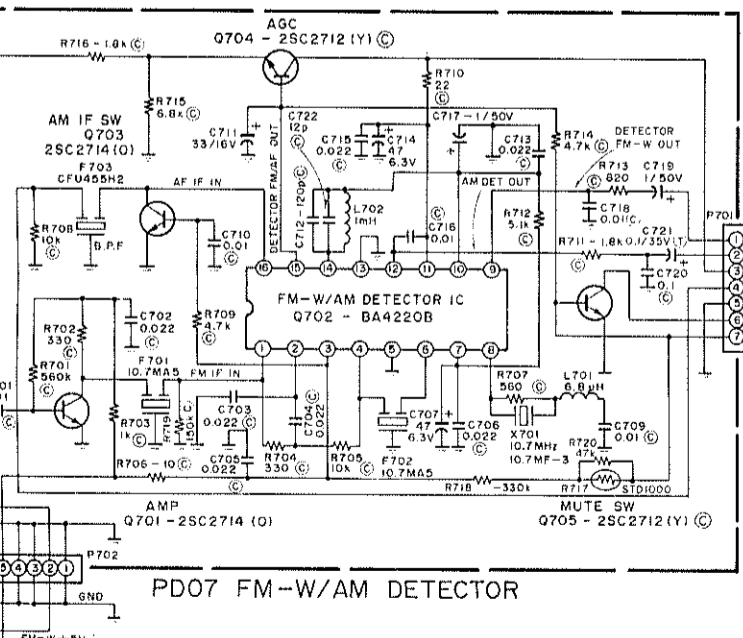 AGC
Q704 - 2SC2712 (Y) Ⓒ
R716 - 1.8k Ⓒ
R715
6.8k Ⓒ
AM IF SW
Q703
2SC2714 (O)
F703
CFU455H2
B.P.F
R708
10k
Ⓒ
AF IF IN
C710
0.01
Ⓒ
C711
33/16V
DETECTOR FM/AF OUT
C722
12p
Ⓒ
C712-120p Ⓒ
L702
1mH
C715
0.022
Ⓒ
C714
47
6.3V
R710
22
Ⓒ
C717-1/50V
C713
0.022
Ⓒ
R714
4.7k
Ⓒ
DETECTOR
FM-W OUT
AM DET OUT
R713
820
Ⓒ
C719
1/50V
C718
0.01(C)
C716
0.01
Ⓒ
R712
5.1k
Ⓒ
R711-1.8k
Ⓒ
C721
0.1/35V(T)
C720
0.1
Ⓒ
P701
1
2
3
4
5
6
7
16 15 14 13 12 11 10 9
FM-W/AM DETECTOR IC
Q702 - BA4220B
1 2 3 4 5 6 7 8
R702
330
Ⓒ
R701
560k
Ⓒ
C702
0.022
Ⓒ
R709
4.7k
Ⓒ
F701
10.7MA5
FM IF IN
R703
1k Ⓒ
R719
150k(C)
C703
0.022
Ⓒ
C704 Ⓒ
0.022
C705
0.022
Ⓒ
R704
330 Ⓒ
R705
10k
Ⓒ
R706-10 Ⓒ
F702
10.7MA5
C707
47
6.3V
C706
0.022
Ⓒ
R707
560 Ⓒ
L701
6.8μH
X701
10.7MHz
10.7MF-3
C709
0.01 Ⓒ
R720
47k
R718 -330k
R717
STD1000
AMP
Q701-2SC2714 (O)
MUTE SW
Q705 - 2SC2712 (Y) Ⓒ
P702
5 4 3 2 1
GND
PD07 FM-W/AM DETECTOR